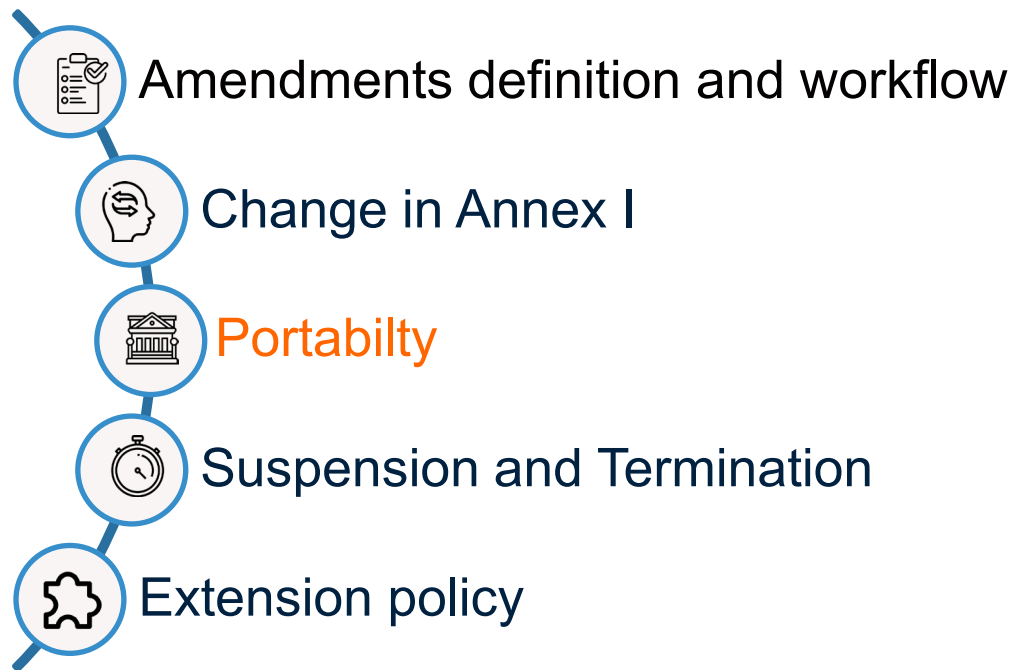 Amendments definition and workflow
Change in Annex I
Portabilty
Suspension and Termination
Extension policy